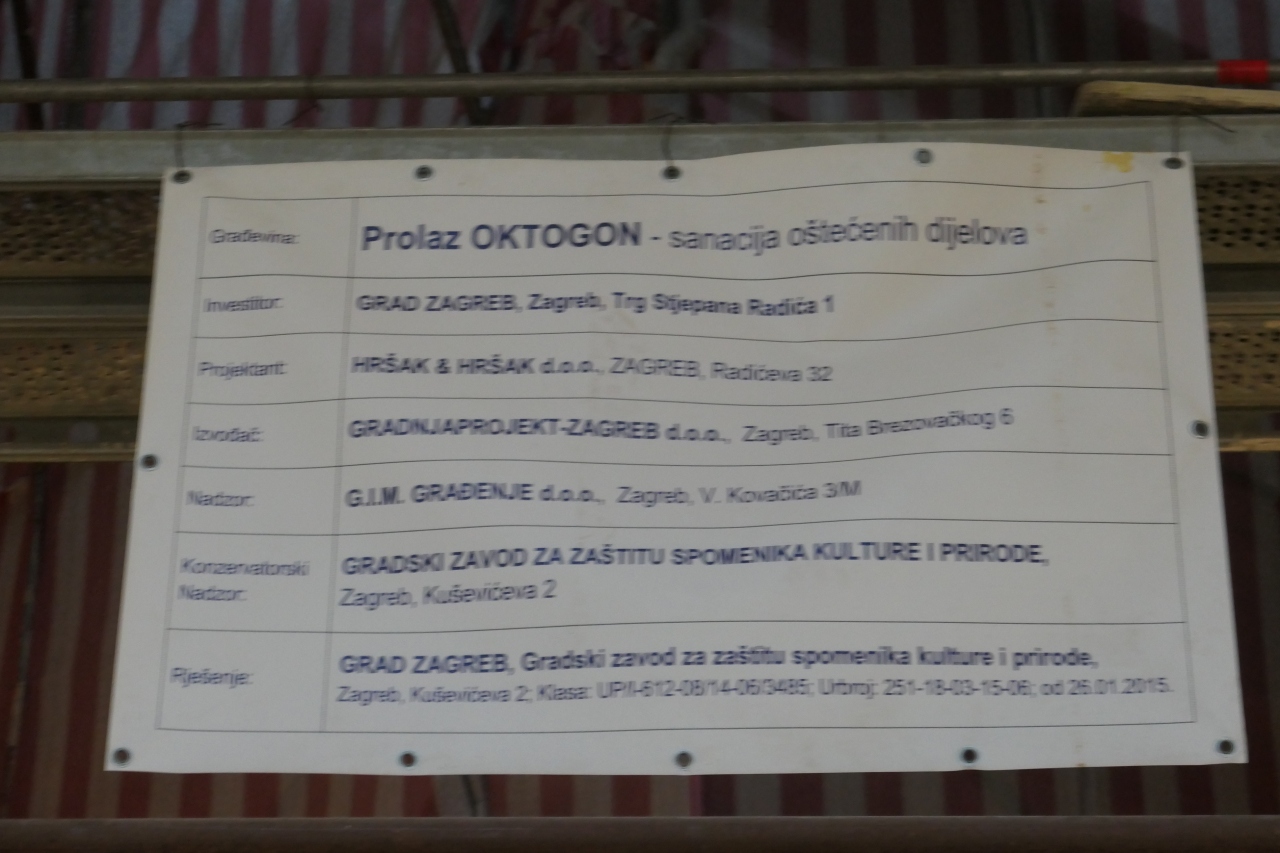 Građevina: Prolaz OKTOGON - sanacija oštećenih dijelova
Investitor: GRAD ZAGREB, Zagreb, Trg Stjepana Radića 1
Projektant: HRŠAK & HRŠAK d.o.o., ZAGREB, Radićeva 32
Izvođač: GRADNJAPROJEKT-ZAGREB d.o.o., Zagreb, Tita Brezovačkog 6
Nadzor: G.I.M. GRAĐENJE d.o.o., Zagreb, V. Kovačića 3/M
Konzervatorski GRADSKI ZAVOD ZA ZAŠTITU SPOMENIKA KULTURE I PRIRODE,
Nadzor: Zagreb, Kuševićeva 2
Rješenje: GRAD ZAGREB, Gradski zavod za zaštitu spomenika kulture i prirode,
Zagreb, Kuševićeva 2; Klasa: UP/I-612-08/14-06/3485; Urbroj: 251-18-03-15-06; od 26.01.2015.